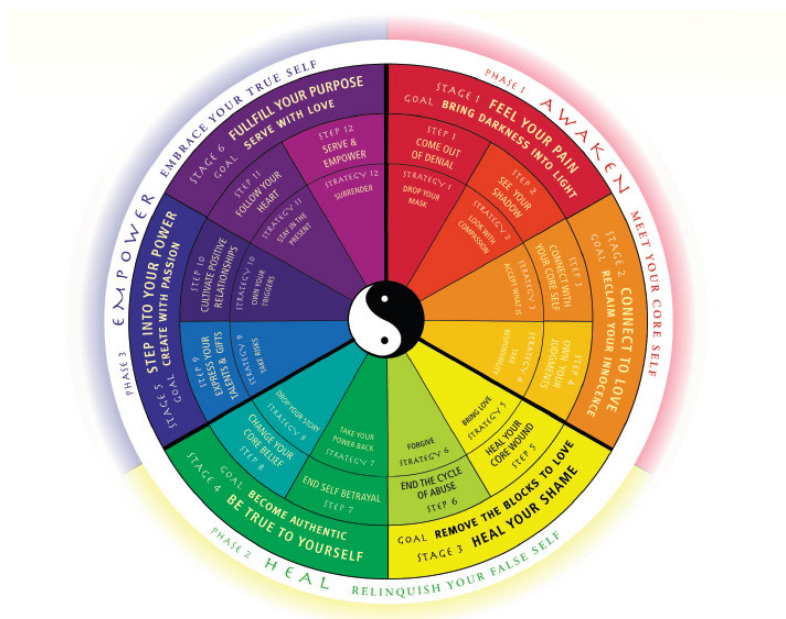 PHASE 1
AWAKEN
MEET YOUR CORE SELF
STAGE 1 FEEL YOUR PAIN
GOAL BRING DARKNESS INTO LIGHT
STEP 1
COME OUT
OF DENIAL
STRATEGY 1
DROP YOUR
MASK
STEP 2
SEE YOUR
SHADOW
STRATEGY 2
LOOK WITH
COMPASSION
STAGE 2 CONNECT TO LOVE
GOAL RECLAIM YOUR INNOCENCE
STEP 3
CONNECT WITH
YOUR CORE SELF
STRATEGY 3
ACCEPT WHAT IS
STEP 4
OWN YOUR
JUDGMENTS
STRATEGY 4
TAKE
RESPONSIBILITY
PHASE 2
HEAL
RELINQUISH YOUR FALSE SELF
GOAL REMOVE THE BLOCKS TO LOVE
STAGE 3 HEAL YOUR SHAME
BRING LOVE
STRATEGY 5
HEAL YOUR
CORE WOUND
STEP 5
FORGIVE
STRATEGY 6
END THE CYCLE
OF ABUSE
STEP 6
GOAL BECOME AUTHENTIC
STAGE 4 BE TRUE TO YOURSELF
TAKE YOUR
POWER BACK
STRATEGY 7
END SELF BETRAYAL
STEP 7
DROP YOUR STORY
STRATEGY 8
CHANGE YOUR
CORE BELIEF
STEP 8
PHASE 3
EMPOWER
EMBRACE YOUR TRUE SELF
STAGE 5 STEP INTO YOUR POWER
GOAL CREATE WITH PASSION
STEP 9
EXPRESS YOUR
TALENTS & GIFTS
STRATEGY 9
TAKE RISKS
STEP 10
CULTIVATE POSITIVE
RELATIONSHIPS
STRATEGY 10
OWN YOUR
TRIGGERS
STAGE 6 FULLFILL YOUR PURPOSE
GOAL SERVE WITH LOVE
STEP 11
FOLLOW YOUR
HEART
STRATEGY 11
STAY IN THE
PRESENT
STEP 12
SERVE &
EMPOWER
STRATEGY 12
SURRENDER